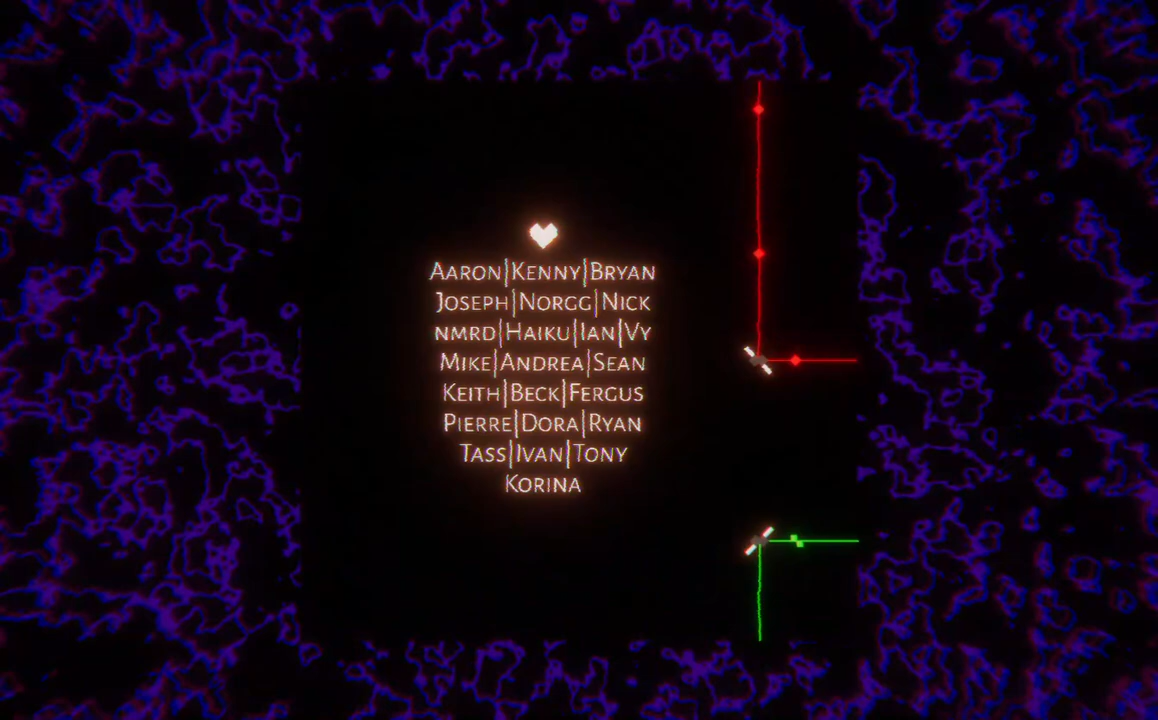 Aaron|Kenny|Bryan
Joseph|Norgg|Nick
nmrd|Haiku|Ian|Vy
Mike|Andrea|Sean
Keith|Beck|Fergus
Pierre|Dora|Ryan
Tass|Ivan|Tony
Korina